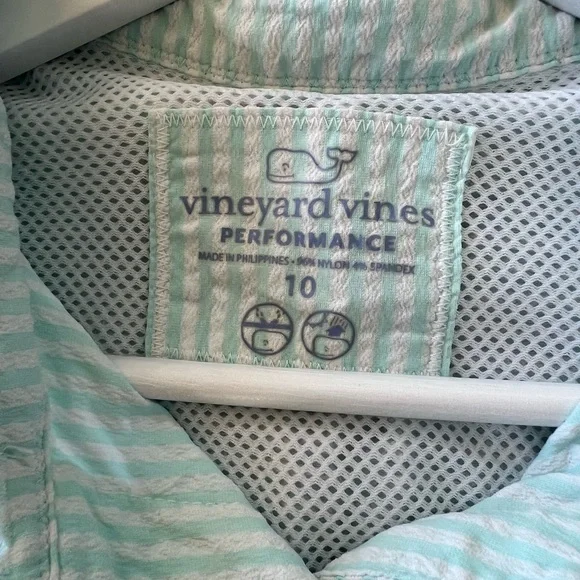 vineyard vines
PERFORMANCE
MADE IN PHILIPPINES • 96% NYLON 4% SPANDEX
10